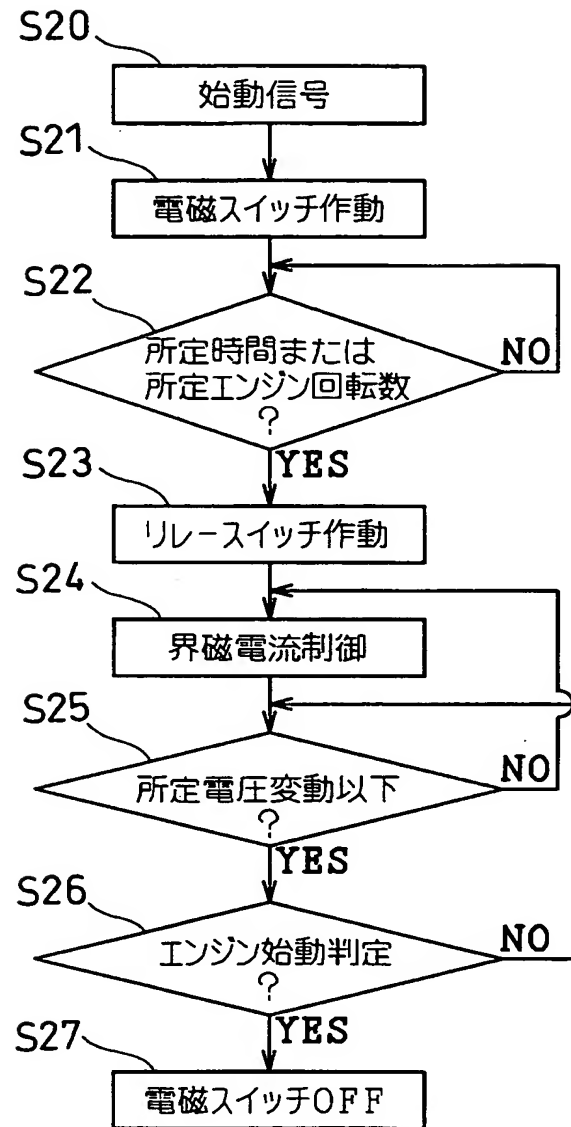 S20
始動信号
S21
電磁スイッチ作動
S22
所定時間または
所定エンジン回転数
?
NO
YES
S23
リレースイッチ作動
S24
界磁電流制御
S25
所定電圧変動以下
?
NO
YES
S26
エンジン始動判定
?
NO
YES
S27
電磁スイッチOFF